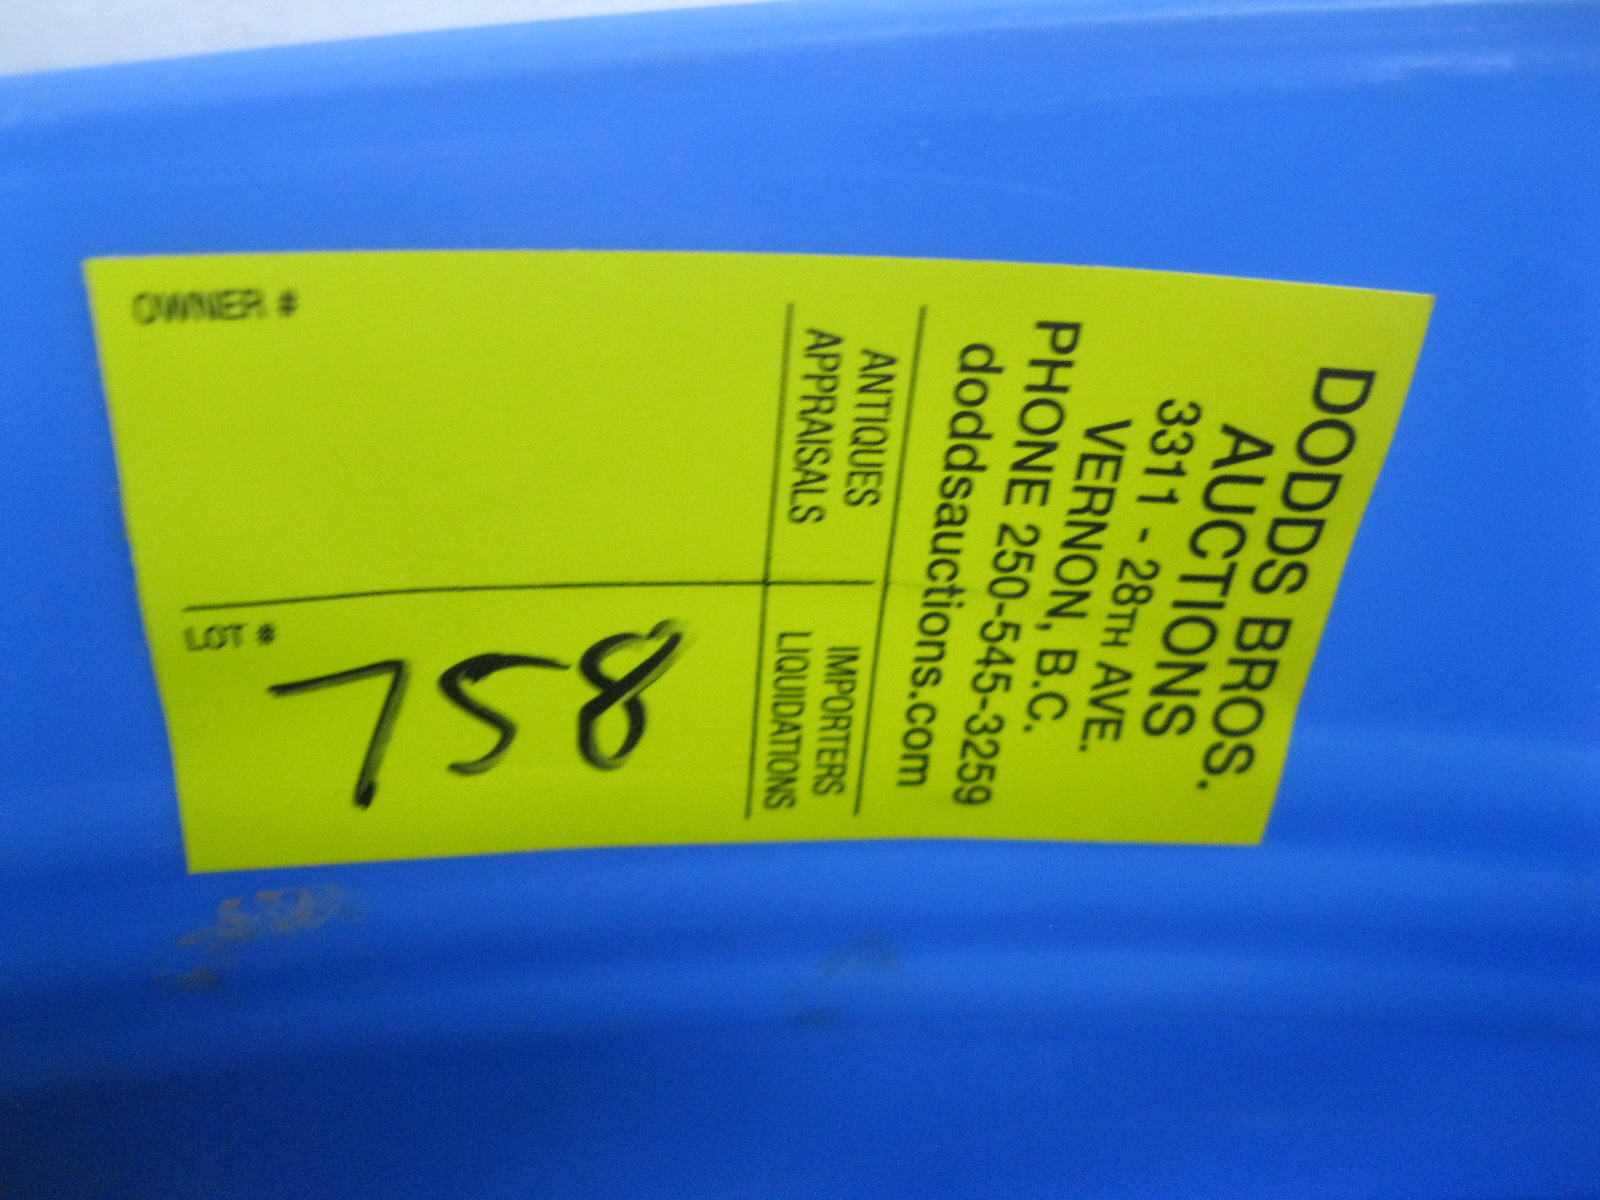 DODDS BROS.
AUCTIONS
3311 - 28TH AVE.
VERNON, B.C.
PHONE 250-545-3259
doddsauctions.com
ANTIQUES
APPRAISALS
IMPORTERS
LIQUIDATIONS
OWNER #
LOT #
758